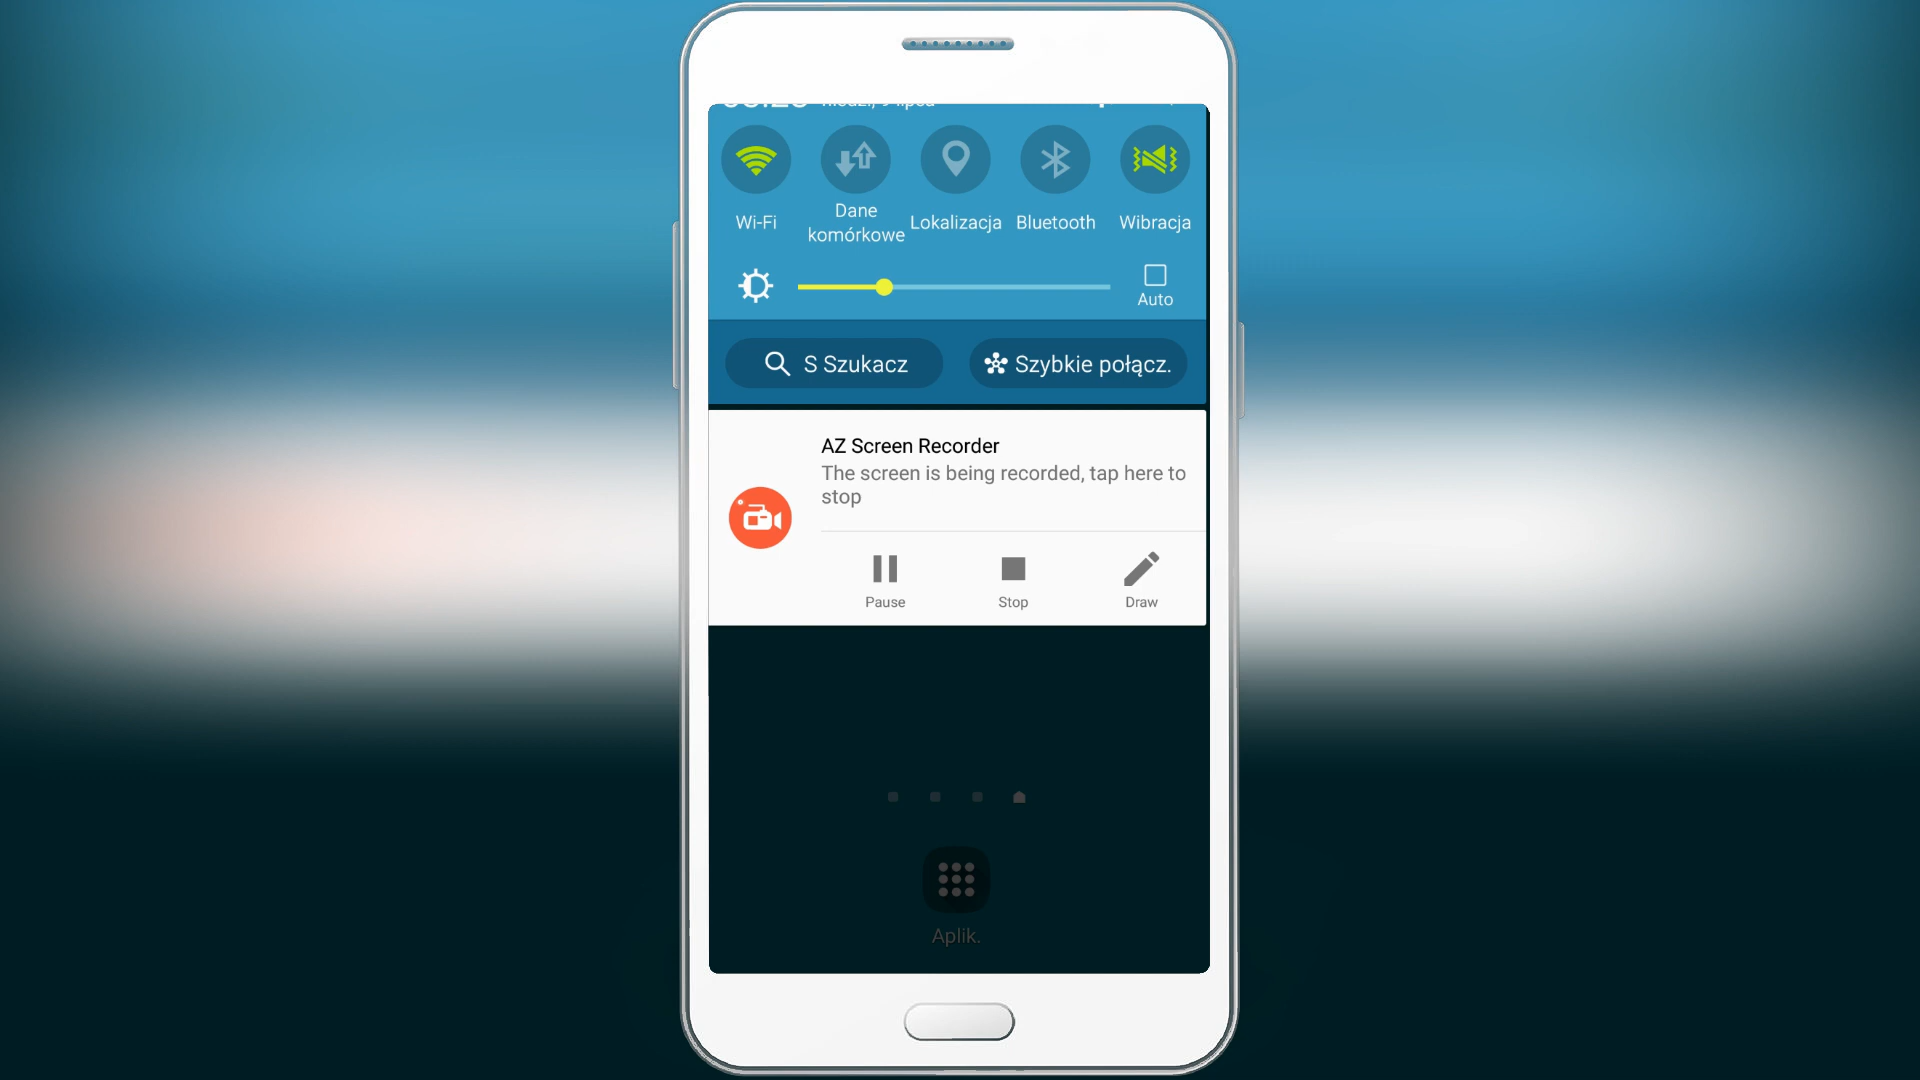 Wi-Fi
Dane
komórkowe
Lokalizacja
Bluetooth
Wibracja
Auto
S Szukacz
Szybkie połącz.
AZ Screen Recorder
The screen is being recorded, tap here to
stop
Pause
Stop
Draw
Aplik.